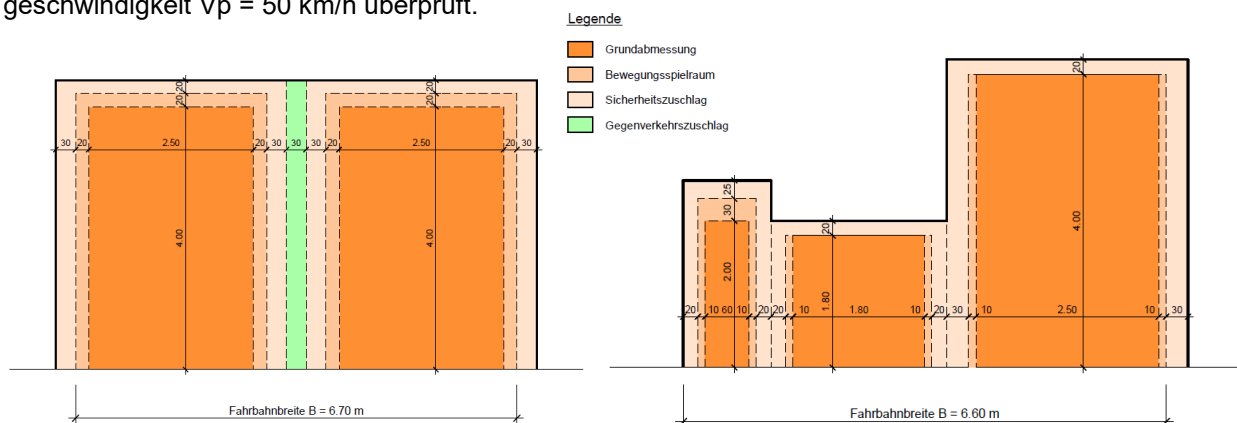 geschwindigkeit Vp = 50 km/h überprüft.
Legende
Grundabmessung
Bewegungsspielraum
Sicherheitszuschlag
Gegenverkehrszuschlag
20
20
20
20
30 20 2.50 20 30 30 30 20 2.50 20 30
4.00
4.00
Fahrbahnbreite B = 6.70 m
25
30
2.00
20
1.80
20
4.00
20 10 60 10 20 20 10 1.80 10 20 30 10 2.50 10 30
Fahrbahnbreite B = 6.60 m